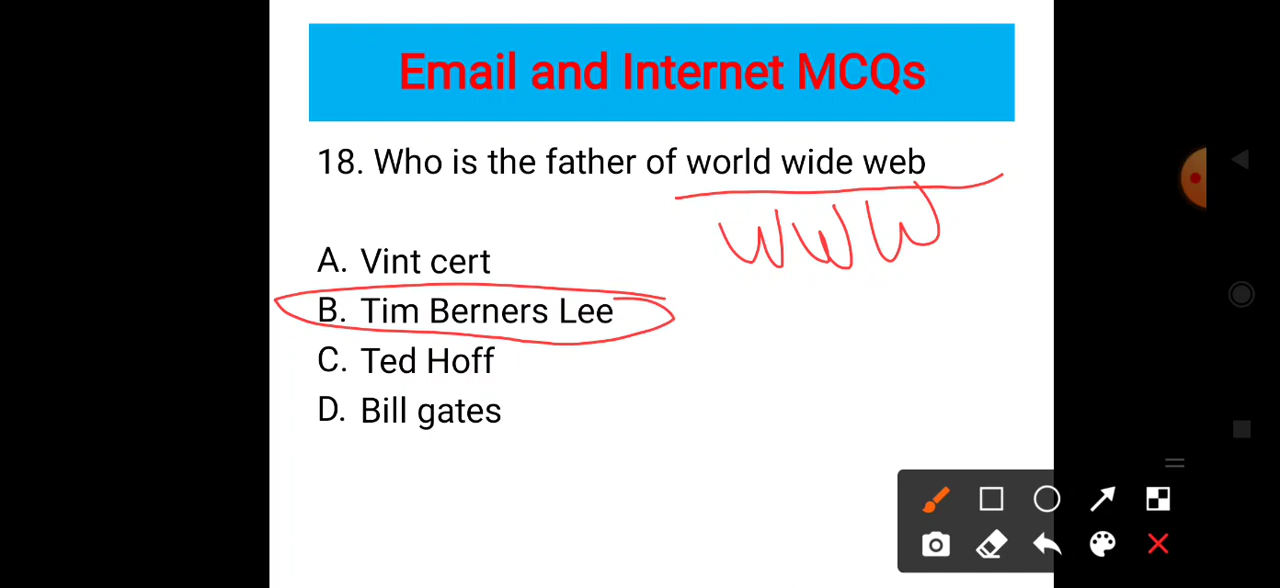 Email and Internet MCQs
18. Who is the father of world wide web
WWW
A. Vint cert
B. Tim Berners Lee
C. Ted Hoff
D. Bill gates